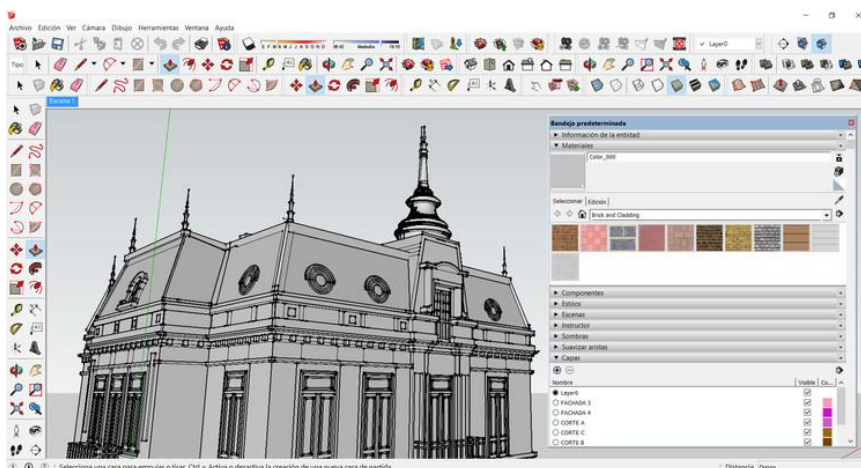 Archivo Edición Ver Cámara Dibujo Herramientas Ventana Ayuda
E F M A M J J A S O N D
Mediodía
Layer0
Tipo
Escena 1
Bandeja predeterminada
Información de la entidad
Materiales
Color_000
Seleccionar Edición
Brick and Cladding
Componentes
Estilos
Escenas
Instructor
Sombras
Suavizar aristas
Capas
Nombre Visible Co...
Layer0
FACHADA 3
FACHADA 4
CORTE A
CORTE C
CORTE B
Selecciona una cara para empujar o tirar. Ctrl = Activa o desactiva la creación de una nueva cara de partida. Distancia